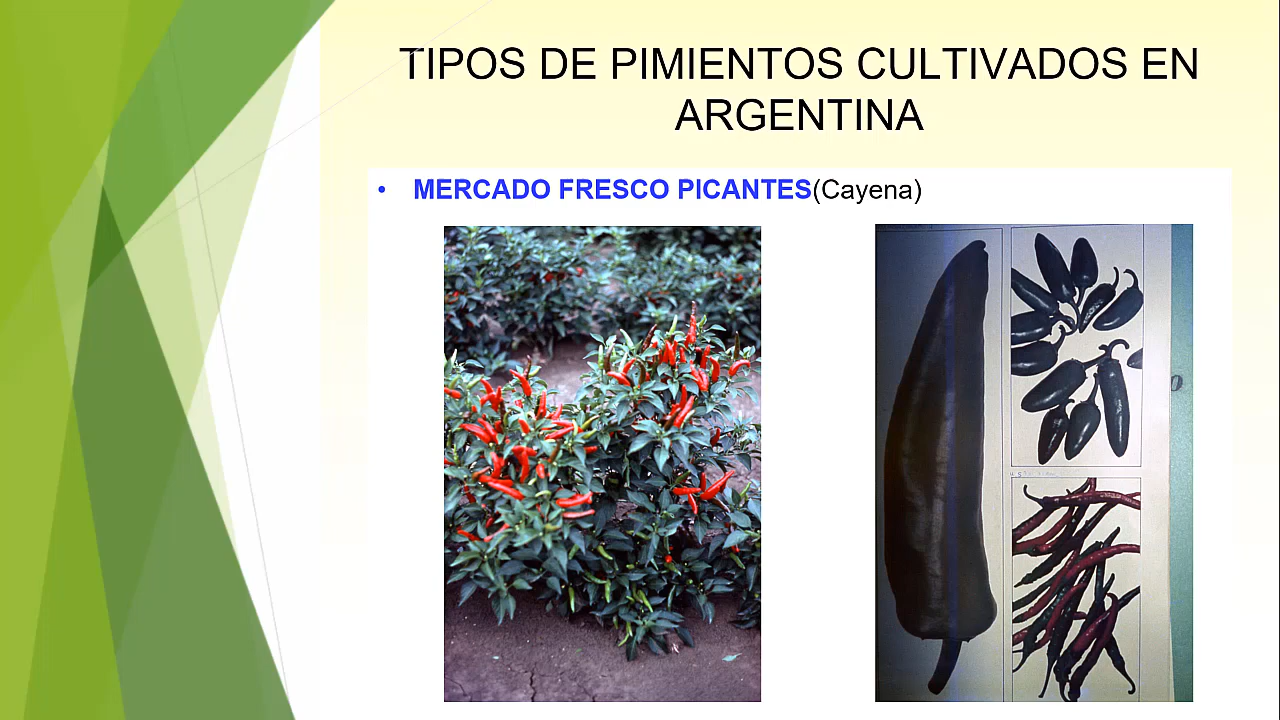 TIPOS DE PIMIENTOS CULTIVADOS EN
ARGENTINA
• MERCADO FRESCO PICANTES(Cayena)